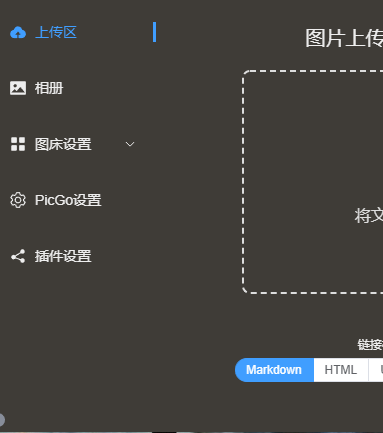 上传区
相册
图床设置
PicGo设置
插件设置
图片上传
将文
链接
Markdown
HTML
U